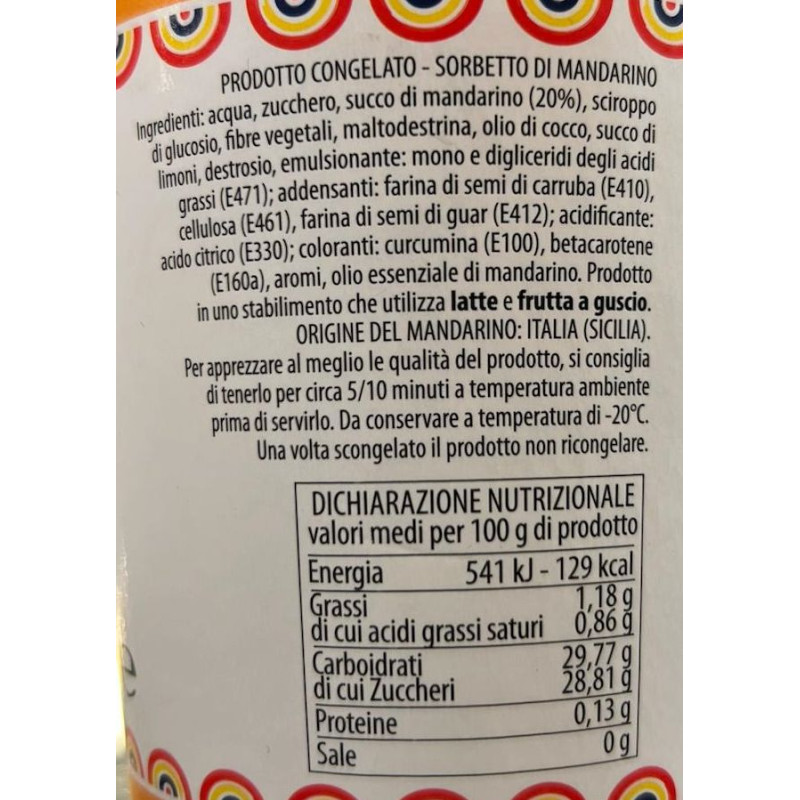 PRODOTTO CONGELATO - SORBETTO DI MANDARINO
Ingredienti: acqua, zucchero, succo di mandarino (20%), sciroppo
di glucosio, fibre vegetali, maltodestrina, olio di cocco, succo di
limoni, destrosio, emulsionante: mono e digliceridi degli acidi
grassi (E471); addensanti: farina di semi di carruba (E410),
cellulosa (E461), farina di semi di guar (E412); acidificante:
acido citrico (E330); coloranti: curcumina (E100), betacarotene
(E160a), aromi, olio essenziale di mandarino. Prodotto
in uno stabilimento che utilizza latte e frutta a guscio.
ORIGINE DEL MANDARINO: ITALIA (SICILIA).
Per apprezzare al meglio le qualità del prodotto, si consiglia
di tenerlo per circa 5/10 minuti a temperatura ambiente
prima di servirlo. Da conservare a temperatura di -20°C.
Una volta scongelato il prodotto non ricongelare.
DICHIARAZIONE NUTRIZIONALE
valori medi per 100 g di prodotto
Energia 541 kJ - 129 kcal
Grassi 1,18 g
di cui acidi grassi saturi 0,86 g
Carboidrati 29,77 g
di cui Zuccheri 28,81 g
Proteine 0,13 g
Sale 0 g
e